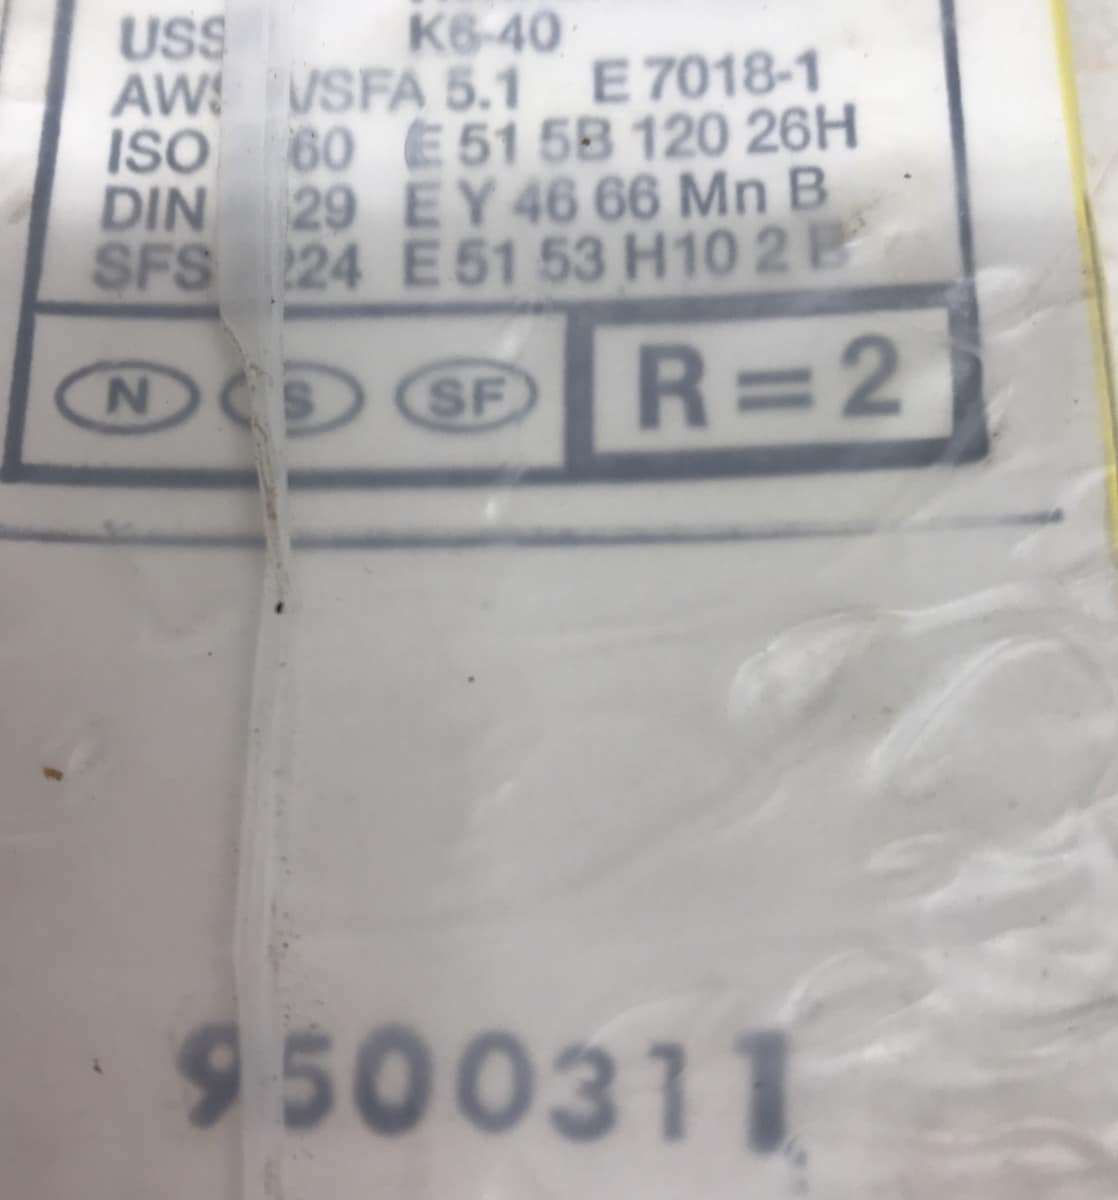 USS K6-40
AWS /SFA 5.1 E 7018-1
ISO 60 E 51 5B 120 26H
DIN 29 E Y 46 66 Mn B
SFS 224 E 51 53 H10 2 B
N S SF R=2
9500311